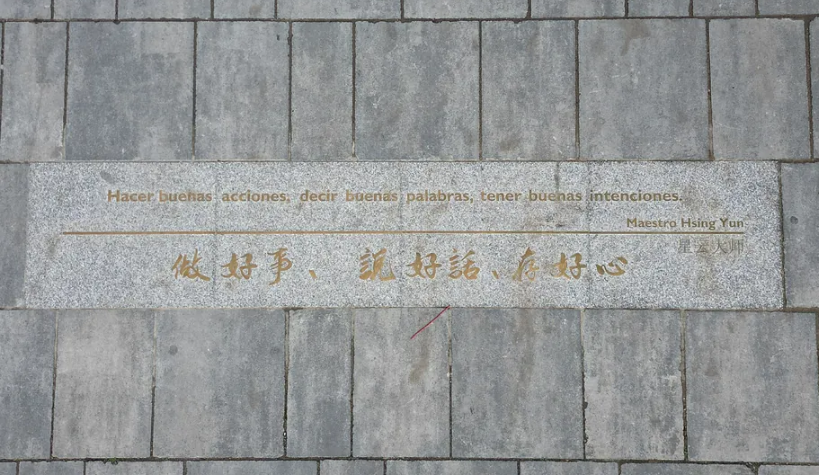 Hacer buenas acciones, decir buenas palabras, tener buenas intenciones.
Maestro Hsing Yun
星雲大師
做好事、說好話、存好心